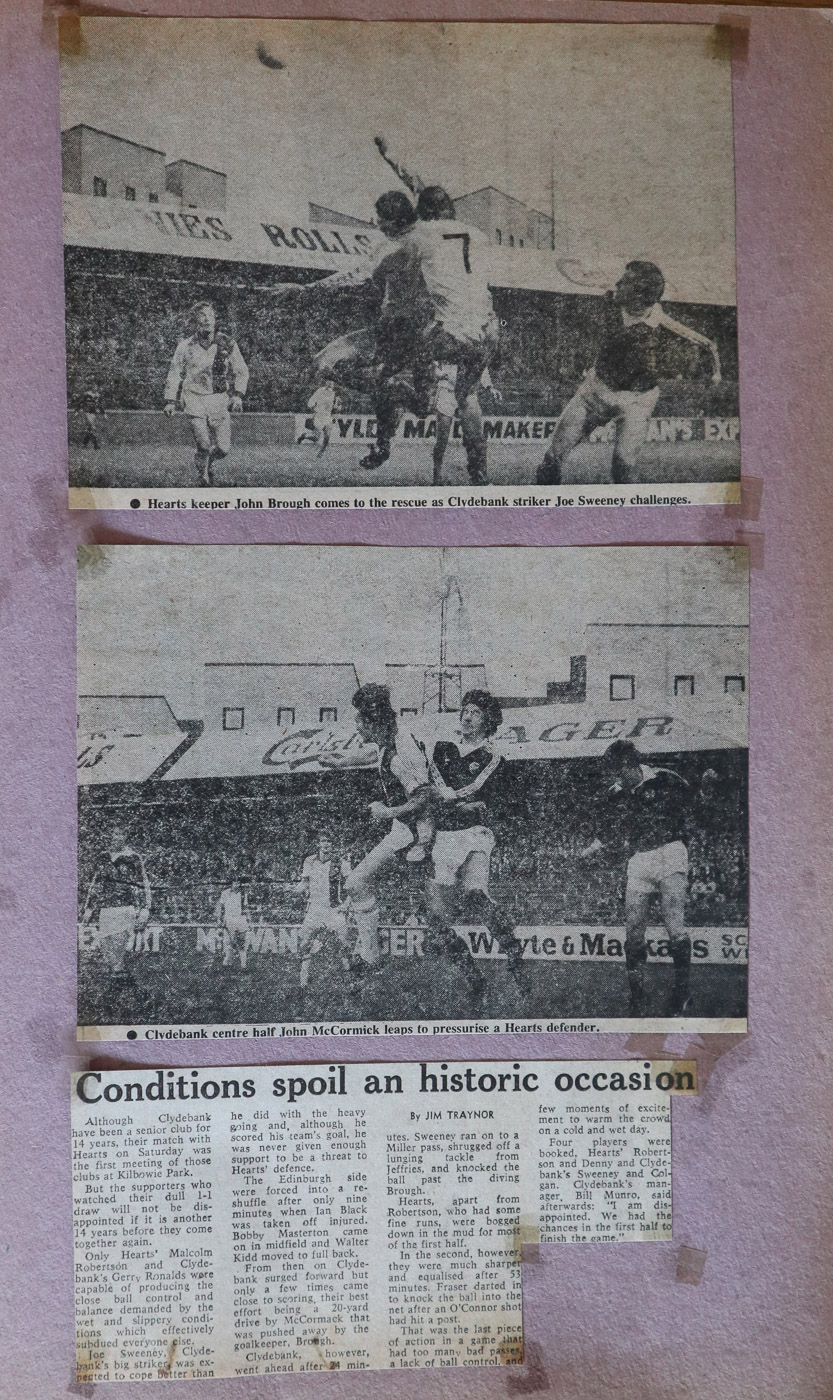 NIES ROLLS
7
MAKER
AN'S EXP
● Hearts keeper John Brough comes to the rescue as Clydebank striker Joe Sweeney challenges.
AGER
AGER
Whyte & Mackays
SC
● Clydebank centre half John McCormick leaps to pressurise a Hearts defender.
Conditions spoil an historic occasion
Although Clydebank
have been a senior club for
14 years, their match with
Hearts on Saturday was
the first meeting of those
clubs at Kilbowie Park.
But the supporters who
watched their dull 1-1
draw will not be dis-
appointed if it is another
14 years before they come
together again.
Only Hearts' Malcolm
Robertson and Clyde-
bank's Gerry Ronalds were
capable of producing the
close ball control and
balance demanded by the
wet and slippery condi-
tions which effectively
subdued everyone else.
Joe Sweeney, Clyde-
bank's big striker, was ex-
pected to cope better than
he did with the heavy
going and, although he
scored his team's goal, he
was never given enough
support to be a threat to
Hearts' defence.
The Edinburgh side
were forced into a re-
shuffle after only nine
minutes when Ian Black
was taken off injured.
Bobby Masterton came
on in midfield and Walter
Kidd moved to full back.
From then on Clyde-
bank surged forward but
only a few times came
close to scoring, their best
effort being a 20-yard
drive by McCormack that
was pushed away by the
goalkeeper, Brough.
Clydebank, however,
went ahead after 24 min-
By JIM TRAYNOR
utes. Sweeney ran on to a
Miller pass, shrugged off a
lunging tackle from
Jeffries, and knocked the
ball past the diving
Brough.
Hearts, apart from
Robertson, who had some
fine runs, were bogged
down in the mud for most
of the first half.
In the second, however,
they were much sharper
and equalised after 53
minutes. Fraser darted in
to knock the ball into the
net after an O'Connor shot
had hit a post.
That was the last piece
of action in a game that
had too many bad passes,
a lack of ball control, and
few moments of excite-
ment to warm the crowd
on a cold and wet day.
Four players were
booked, Hearts' Robert-
son and Denny and Clyde-
bank's Sweeney and Col-
gan. Clydebank's man-
ager, Bill Munro, said
afterwards: "I am dis-
appointed. We had the
chances in the first half to
finish the game."